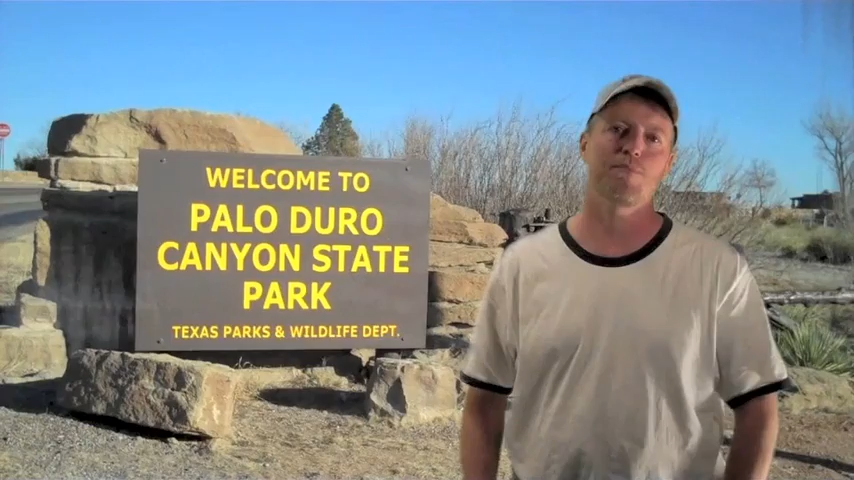 WELCOME TO
PALO DURO
CANYON STATE
PARK
TEXAS PARKS & WILDLIFE DEPT.